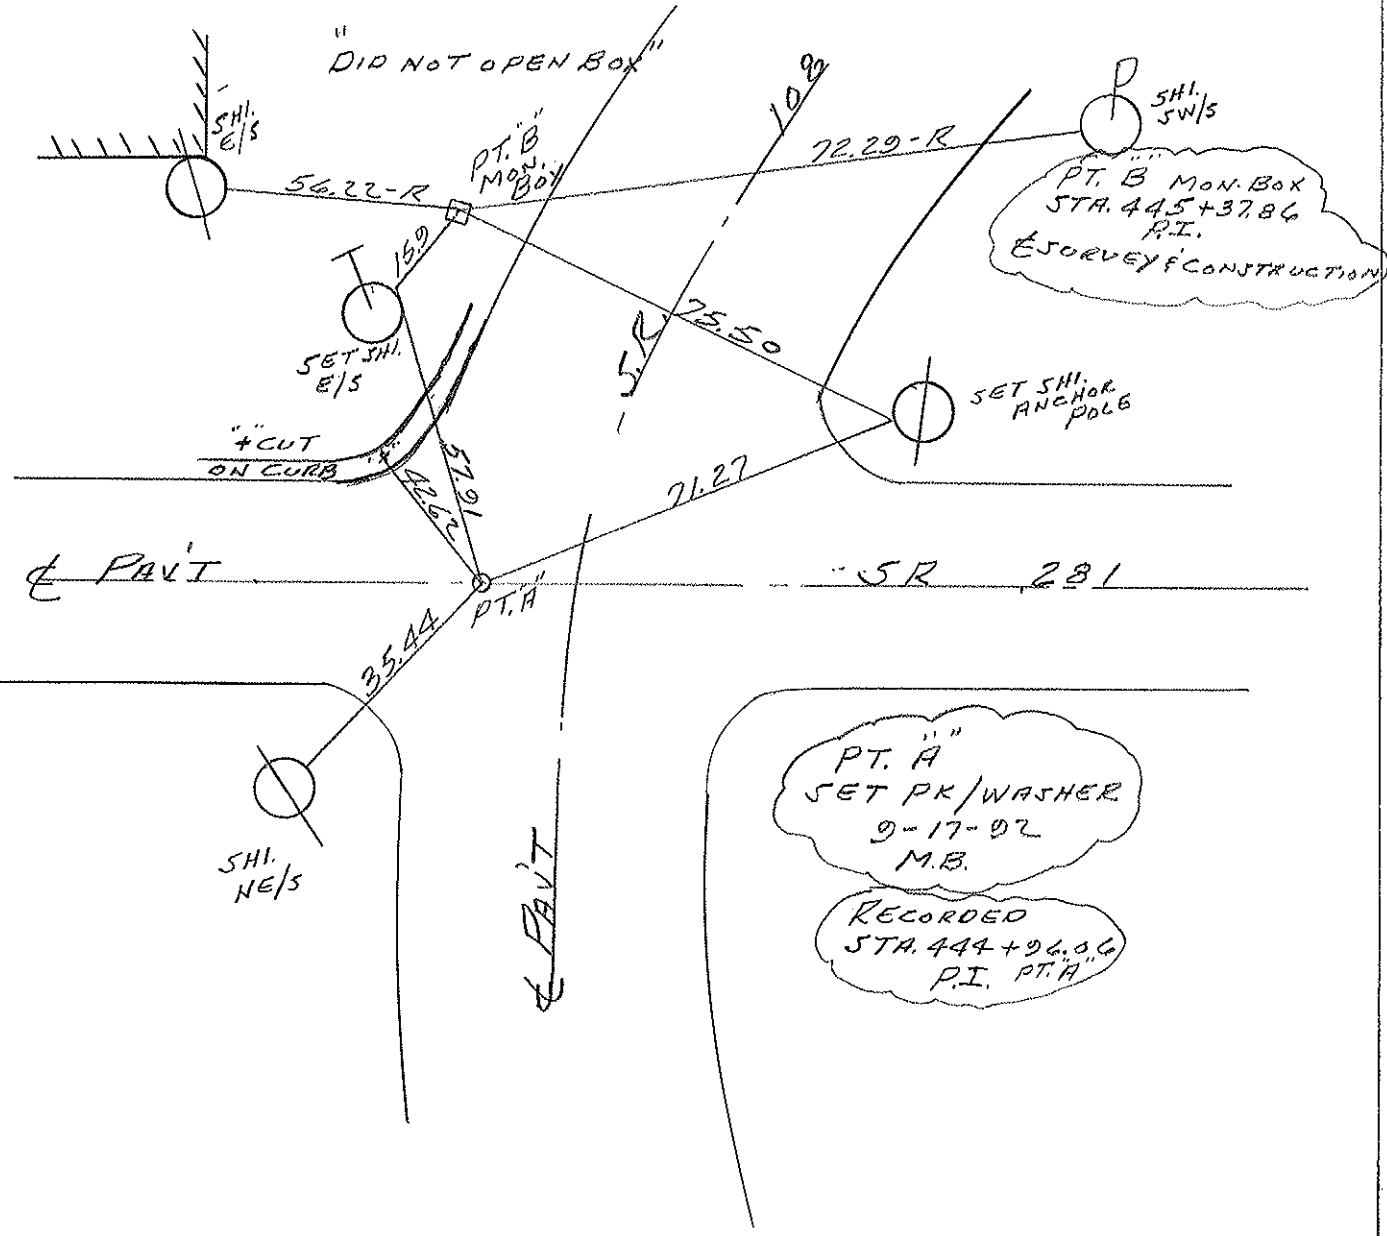 "DID NOT OPEN BOX"
SHI.
E/S
PT. "B"
MON.
BOX
56.22-R
72.29-R
SHI.
SW/S
PT. "B" MON. BOX
STA. 445+37.86
P.I.
℄ SURVEY & CONSTRUCTION
S.R. 109
15.9
SET SHI.
E/S
75.50
SET SHI.
ANCHOR
POLE
"+" CUT
ON CURB
"+"
42.62
57.91
71.27
℄ PAV'T
SR 281
PT. "A"
35.44
SHI.
NE/S
℄ PAV'T
PT. "A"
SET PK/WASHER
9-17-92
M.B.
RECORDED
STA. 444+96.06
P.I. PT. "A"